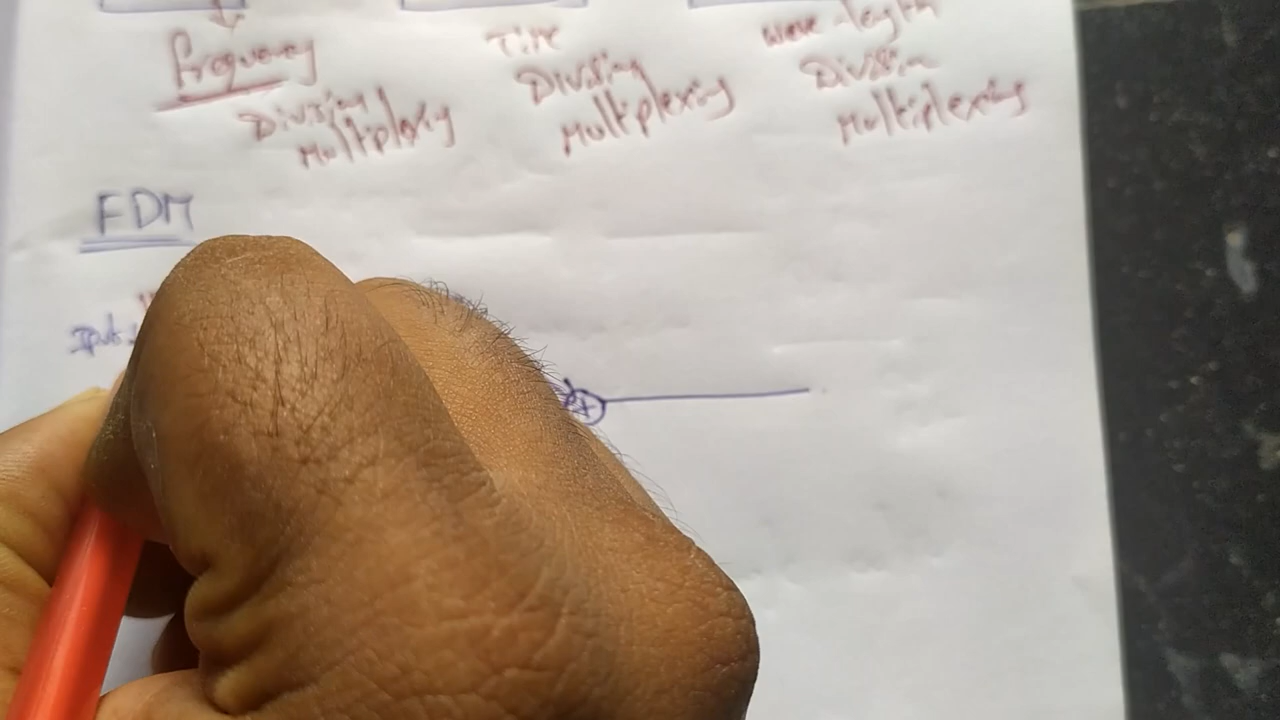 Frequency
Division
Multiplexing
Time
Division
Multiplexing
Wave-length
Division
Multiplexing
FDM